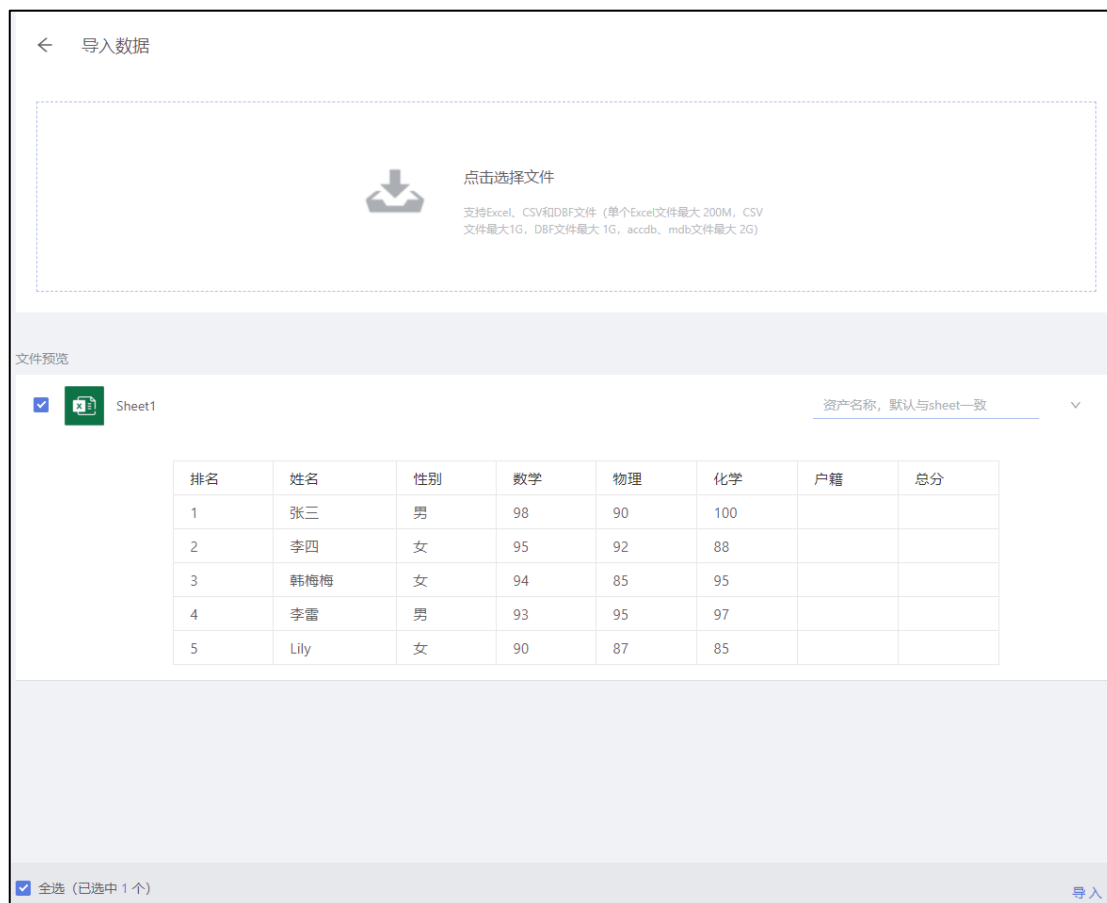 导入数据
点击选择文件
支持Excel、CSV和DBF文件（单个Excel文件最大 200M，CSV
文件最大1G，DBF文件最大 1G，accdb、mdb文件最大 2G）
文件预览
Sheet1 资产名称，默认与sheet一致
排名 姓名 性别 数学 物理 化学 户籍 总分
1 张三 男 98 90 100
2 李四 女 95 92 88
3 韩梅梅 女 94 85 95
4 李雷 男 93 95 97
5 Lily 女 90 87 85
全选（已选中 1 个） 导入